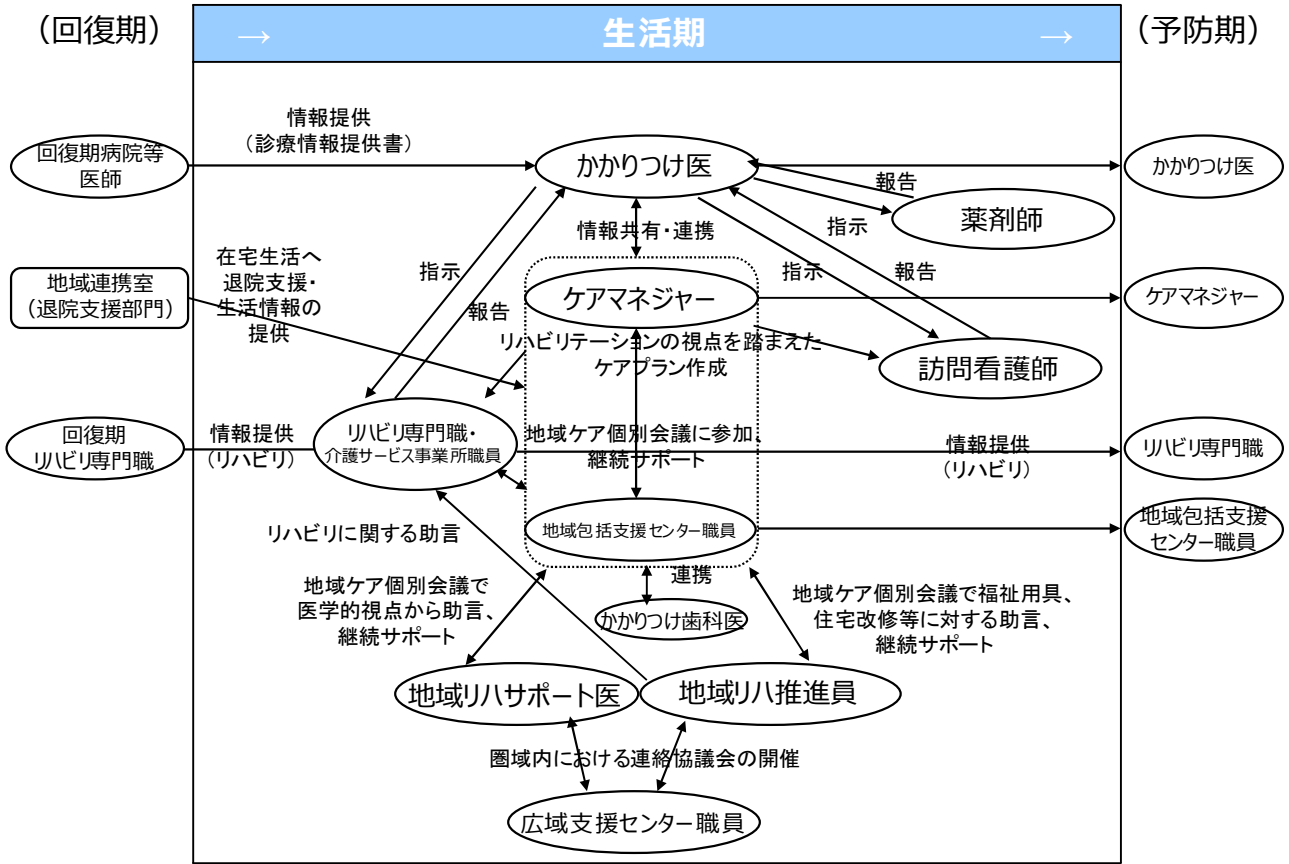 （回復期）
→ 生活期 →
（予防期）
情報提供
（診療情報提供書）
回復期病院等
医師
かかりつけ医
かかりつけ医
報告
薬剤師
指示
情報共有・連携
在宅生活へ
退院支援・
生活情報の
提供
地域連携室
（退院支援部門）
指示
報告
ケアマネジャー
指示
報告
ケアマネジャー
リハビリテーションの視点を踏まえた
ケアプラン作成
訪問看護師
回復期
リハビリ専門職
情報提供
（リハビリ）
リハビリ専門職・
介護サービス事業所職員
地域ケア個別会議に参加、
継続サポート
情報提供
（リハビリ）
リハビリ専門職
リハビリに関する助言
地域包括支援センター職員
地域包括支援
センター職員
連携
かかりつけ歯科医
地域ケア個別会議で
医学的視点から助言、
継続サポート
地域ケア個別会議で福祉用具、
住宅改修等に対する助言、
継続サポート
地域リハサポート医
地域リハ推進員
圏域内における連絡協議会の開催
広域支援センター職員